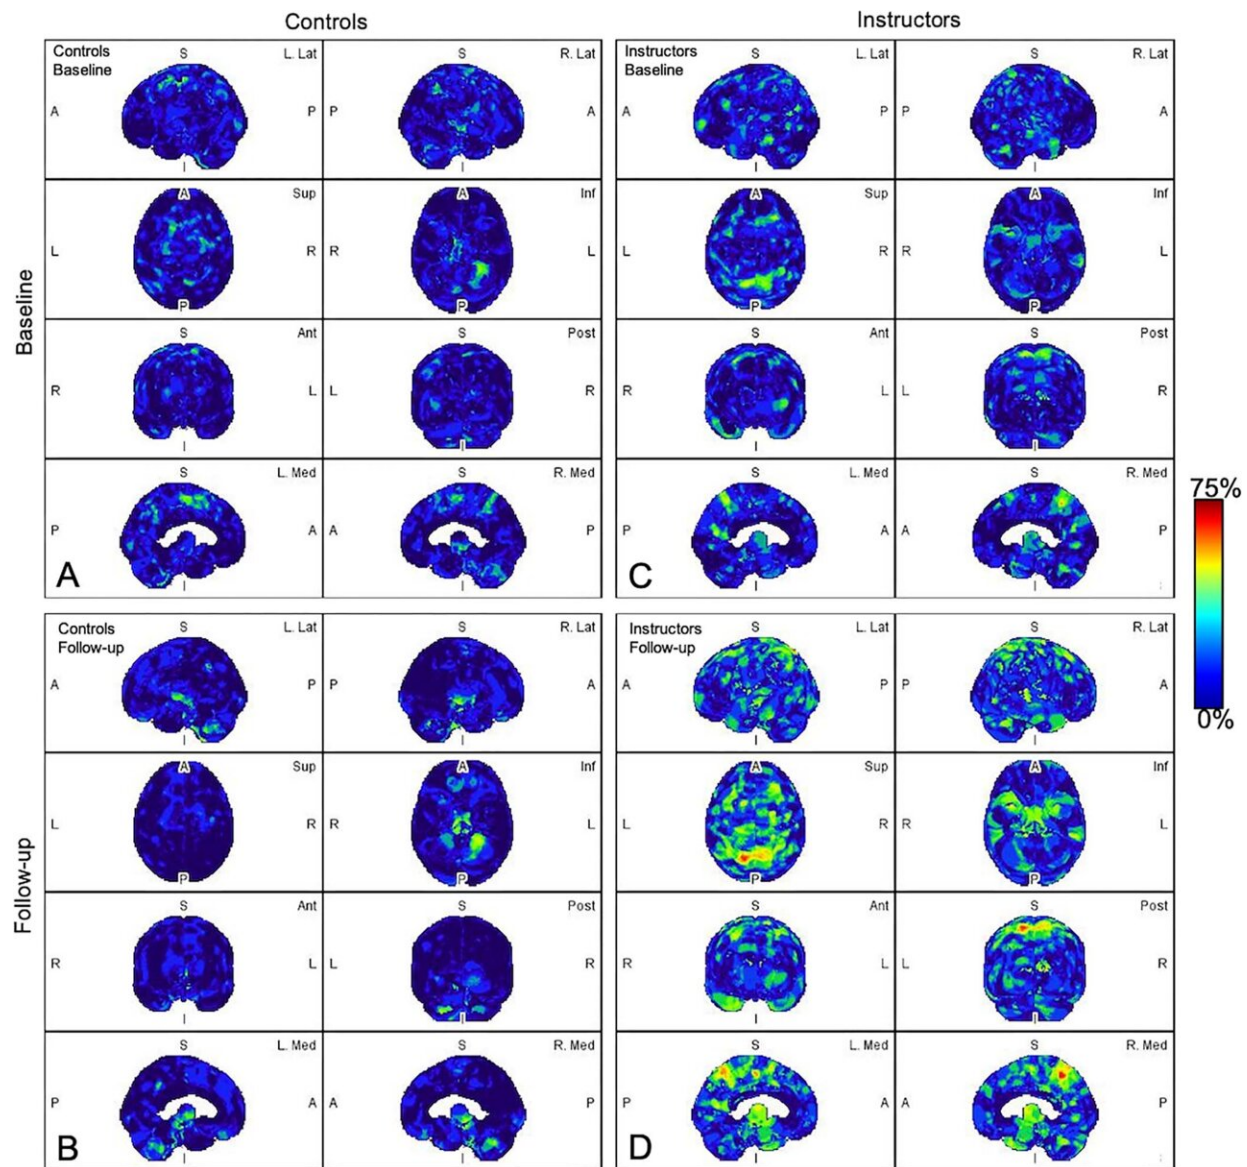 Controls
Instructors
Controls
Baseline
S
L. Lat
A
P
I
S
R. Lat
P
A
I
Instructors
Baseline
S
L. Lat
A
P
I
S
R. Lat
P
A
I
A
Sup
L
R
P
A
Inf
R
L
P
A
Sup
L
R
P
A
Inf
R
L
P
Baseline
S
Ant
R
L
I
S
Post
L
R
I
S
Ant
R
L
I
S
Post
L
R
I
S
L. Med
P
A
I
A
S
R. Med
A
P
I
S
L. Med
P
A
I
C
S
R. Med
A
P
I
75%
0%
Controls
Follow-up
S
L. Lat
A
P
I
S
R. Lat
P
A
I
Instructors
Follow-up
S
L. Lat
A
P
I
S
R. Lat
P
A
I
A
Sup
L
R
P
A
Inf
R
L
P
A
Sup
L
R
P
A
Inf
R
L
P
Follow-up
S
Ant
R
L
I
S
Post
L
R
I
S
Ant
R
L
I
S
Post
L
R
I
S
L. Med
P
A
I
B
S
R. Med
A
P
I
S
L. Med
P
A
I
D
S
R. Med
A
P
I